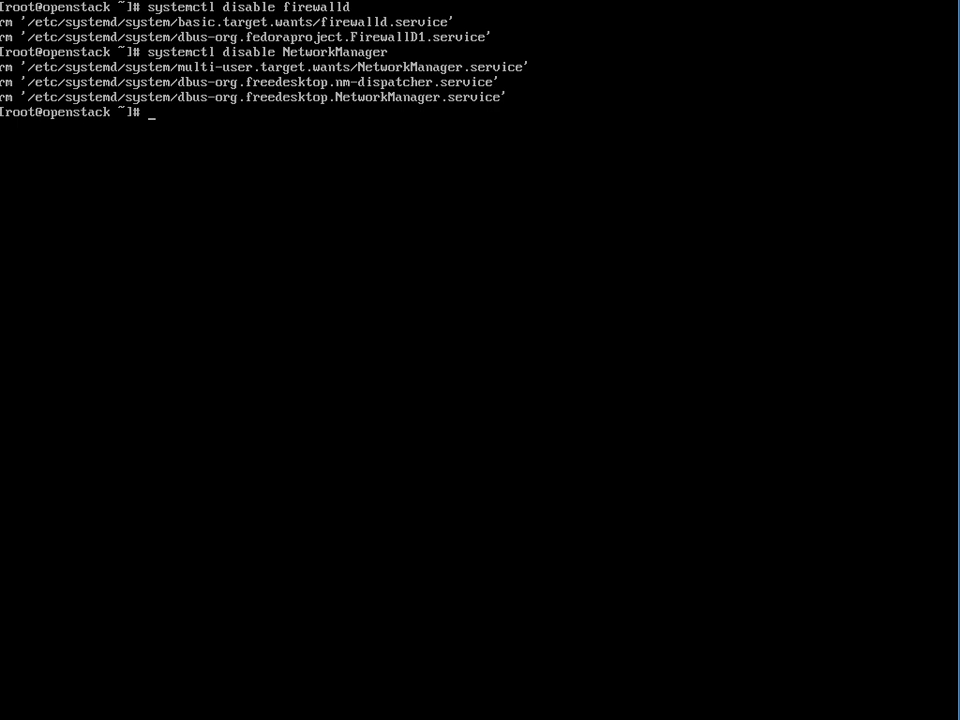 [root@openstack ~]# systemctl disable firewalld
rm '/etc/systemd/system/basic.target.wants/firewalld.service'
rm '/etc/systemd/system/dbus-org.fedoraproject.FirewallD1.service'
[root@openstack ~]# systemctl disable NetworkManager
rm '/etc/systemd/system/multi-user.target.wants/NetworkManager.service'
rm '/etc/systemd/system/dbus-org.freedesktop.nm-dispatcher.service'
rm '/etc/systemd/system/dbus-org.freedesktop.NetworkManager.service'
[root@openstack ~]# _